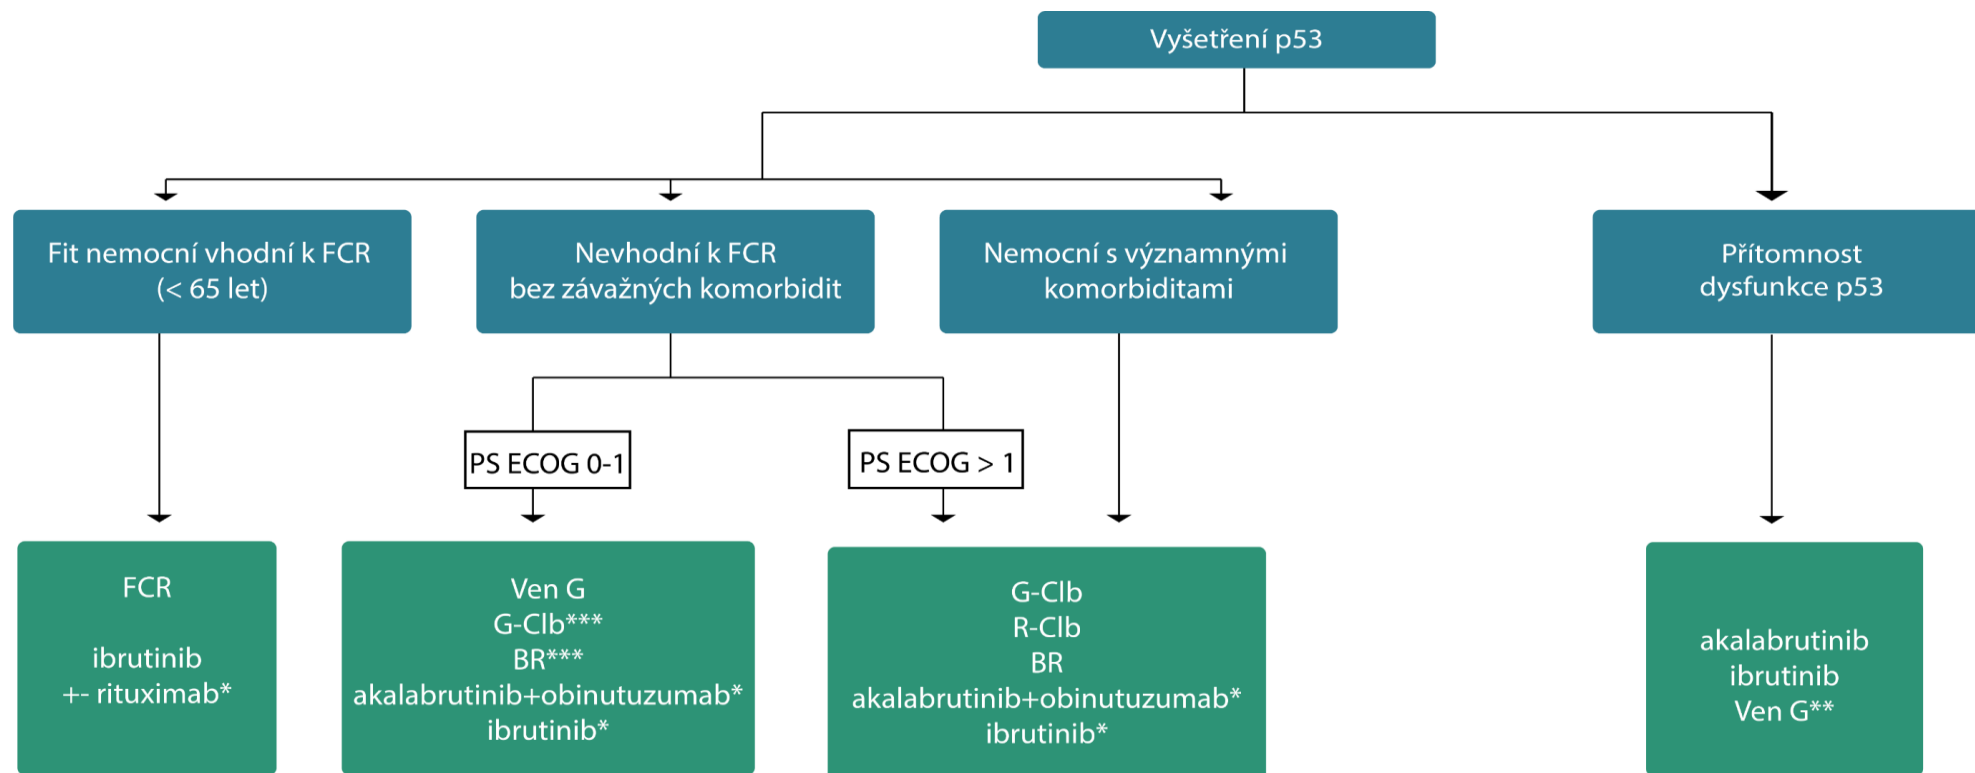 Vyšetření p53
Fit nemocní vhodní k FCR
(< 65 let)
Nevhodní k FCR
bez závažných komorbidit
Nemocní s významnými
komorbiditami
Přítomnost
dysfunkce p53
PS ECOG 0-1
PS ECOG > 1
FCR
ibrutinib
+- rituximab*
Ven G
G-Clb***
BR***
akalabrutinib+obinutuzumab*
ibrutinib*
G-Clb
R-Clb
BR
akalabrutinib+obinutuzumab*
ibrutinib*
akalabrutinib
ibrutinib
Ven G**